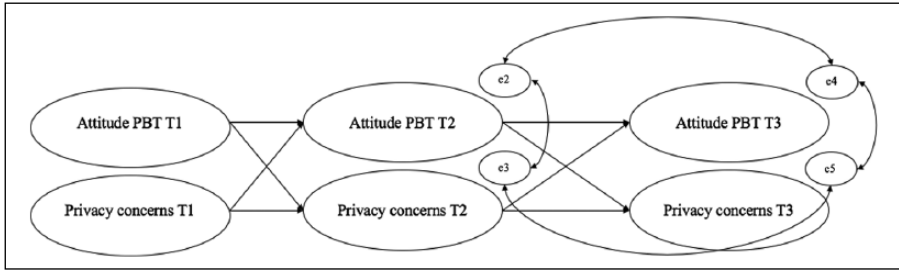 e2
e4
Attitude PBT T1
Attitude PBT T2
Attitude PBT T3
e3
e5
Privacy concerns T1
Privacy concerns T2
Privacy concerns T3